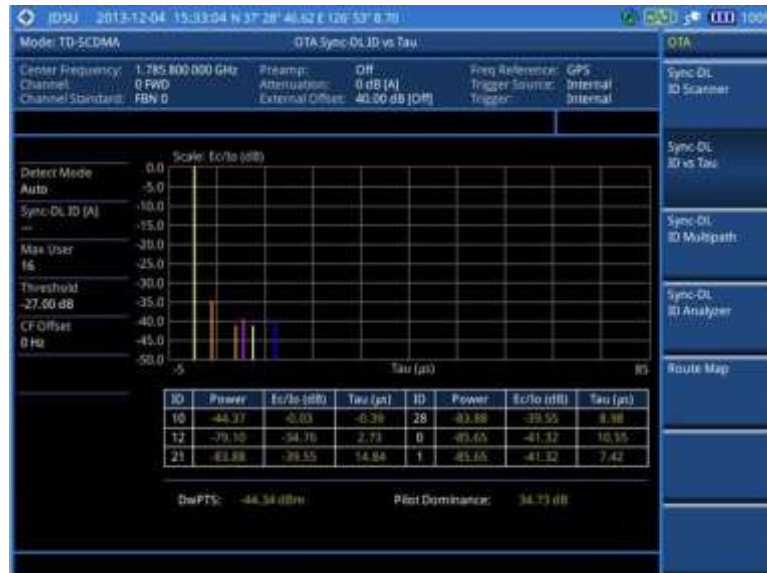 JDSU 2013-12-04 15:33:04 N 37° 28" 40.62 E 126° 53" 8.70 100%
Mode: TD-SCDMA OTA Sync-DL ID vs Tau OTA
Center Frequency: 1.785 800 000 GHz Preamp: Off Freq Reference: GPS
Channel: 0 FWD Attenuation: 0 dB [A] Trigger Source: Internal
Channel Standard: FBN 0 External Offset: 40.00 dB [Off] Trigger: Internal
Sync-DL
ID Scanner
Sync-DL
ID vs Tau
Sync-DL
ID Multipath
Sync-DL
ID Analyzer
Route Map
Detect Mode
Auto
Sync-DL ID [A]
---
Max User
16
Threshold
-27.00 dB
CF Offset
0 Hz
Scale: Ec/Io (dB)
0.0
-5.0
-10.0
-15.0
-20.0
-25.0
-30.0
-35.0
-40.0
-45.0
-50.0
-5 Tau (µs) 85
ID Power Ec/Io (dB) Tau (µs) ID Power Ec/Io (dB) Tau (µs)
10 -44.37 -0.03 -0.39 28 -83.88 -39.55 8.98
12 -79.10 -34.76 2.73 0 -85.65 -41.32 10.55
21 -83.88 -39.55 14.84 1 -85.65 -41.32 7.42
DwPTS: -44.34 dBm Pilot Dominance: 34.73 dB